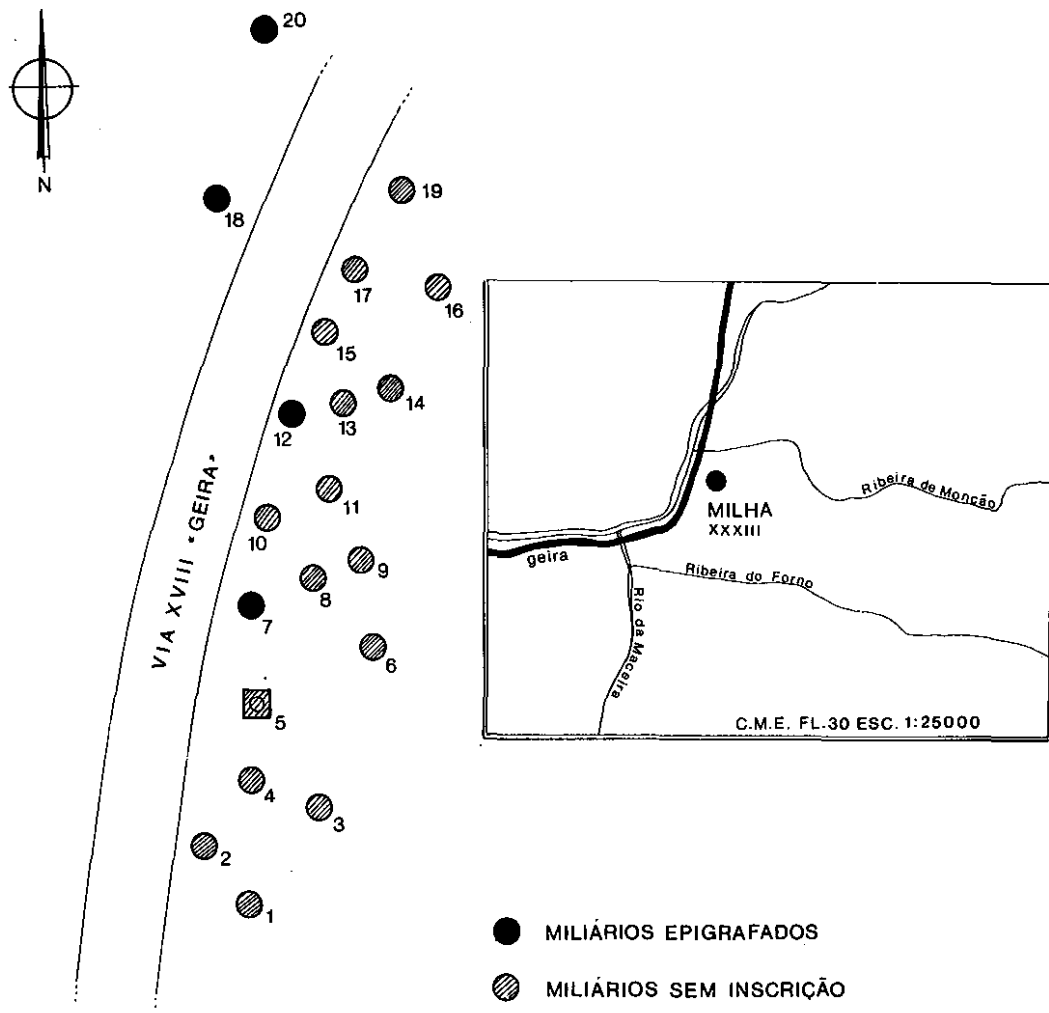 20
N
18
19
17
16
15
14
13
12
11
10
9
8
7
6
5
4
3
2
1
VIA XVIII "GEIRA"
Ribeira de Monção
MILHA
XXXIII
geira
Ribeira do Forno
Rio da Maceira
C.M.E. FL.30 ESC. 1:25000
MILIÁRIOS EPIGRAFADOS
MILIÁRIOS SEM INSCRIÇÃO